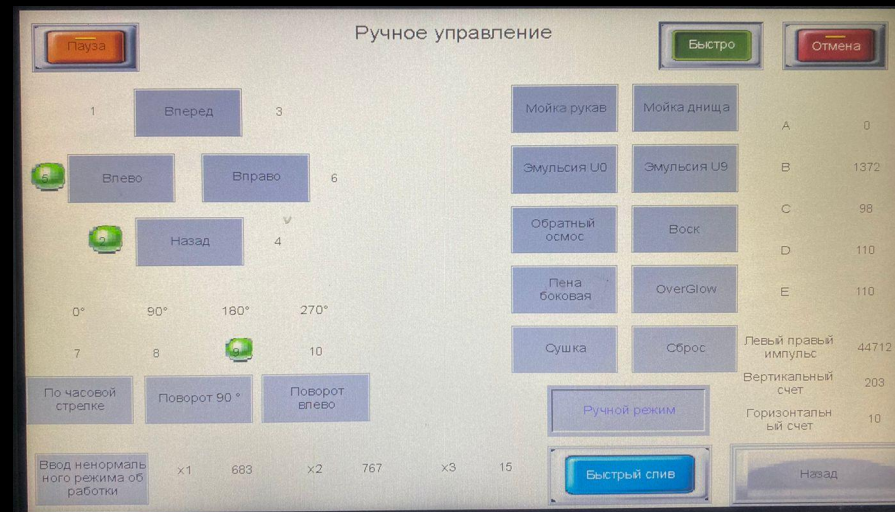 Ручное управление
Пауза
Быстро
Отмена
1
Вперед
3
Мойка рукав
Мойка днища
A
0
5
Влево
Вправо
6
Эмульсия U0
Эмульсия U9
B
1372
2
Назад
4
Обратный
осмос
Воск
C
98
D
110
0°
90°
180°
270°
Пена
боковая
OverGlow
E
110
7
8
9
10
Сушка
Сброс
Левый правый
импульс
44712
По часовой
стрелке
Поворот 90 °
Поворот
влево
Ручной режим
Вертикальный
счет
203
Горизонтальн
ый счет
10
Ввод ненормаль
ного режима об
работки
x1
683
x2
767
x3
15
Быстрый слив
Назад